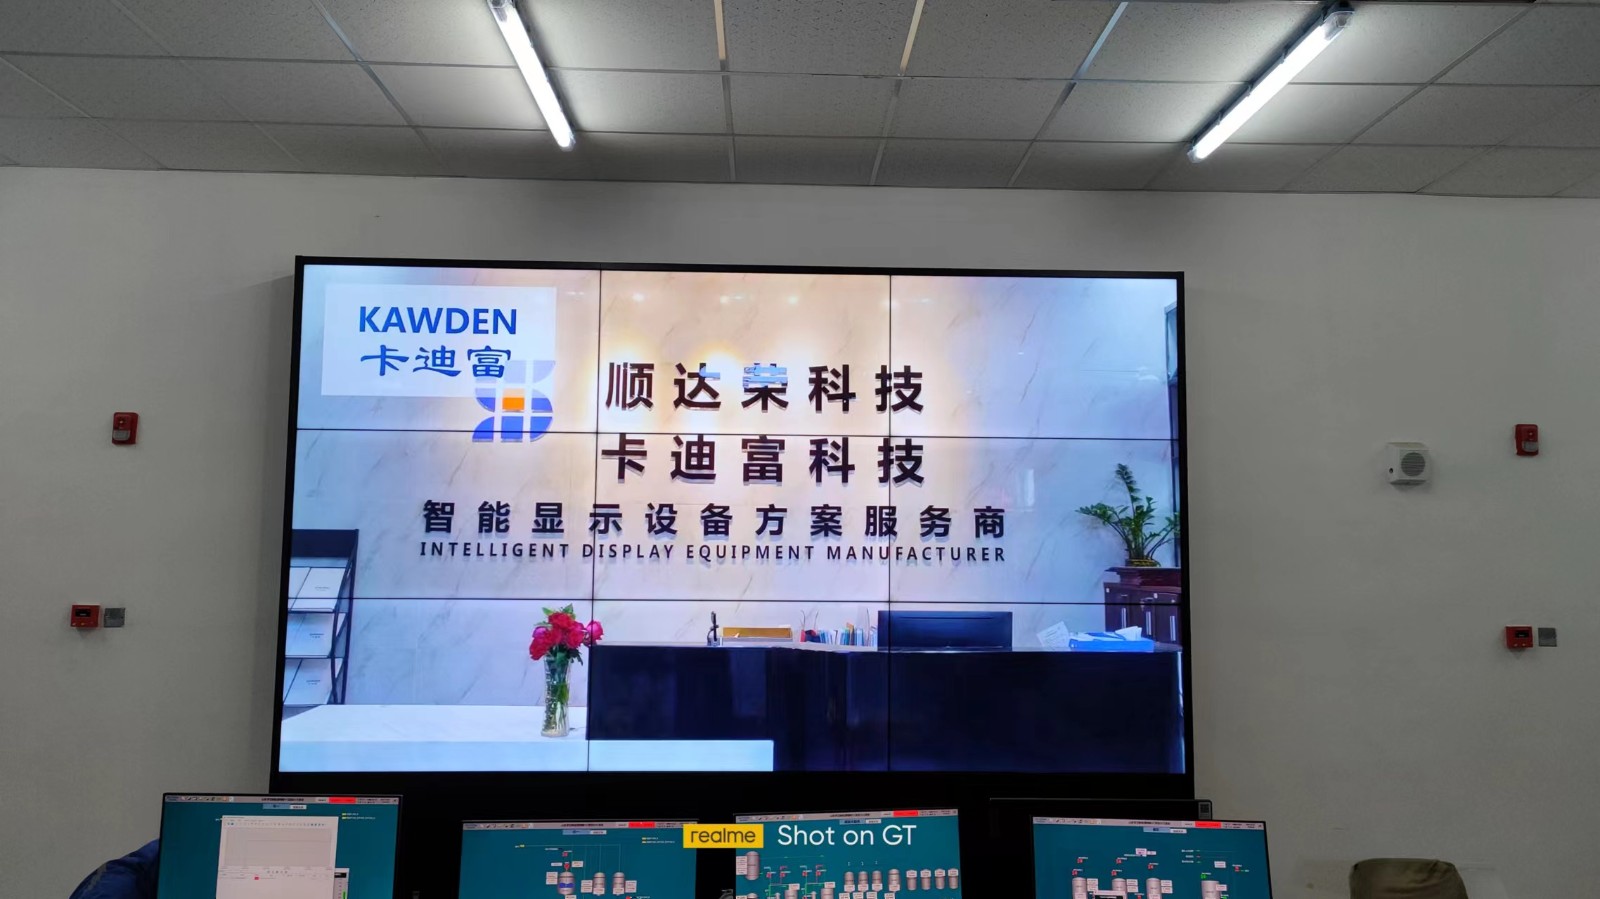 KAWDEN
卡迪富
顺达荣科技
卡迪富科技
智能显示设备方案服务商
INTELLIGENT DISPLAY EQUIPMENT MANUFACTURER
realme Shot on GT